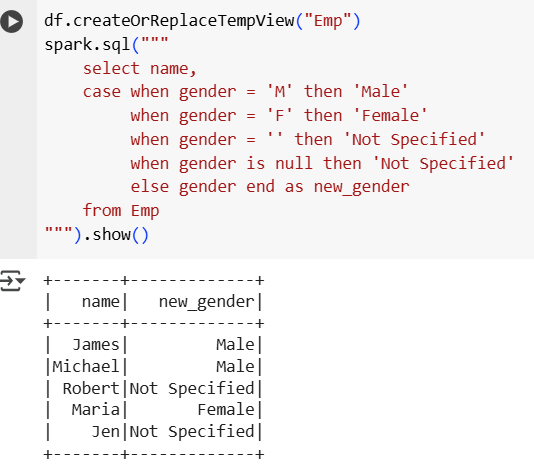 df.createOrReplaceTempView("Emp")
spark.sql("""
    select name,
    case when gender = 'M' then 'Male'
         when gender = 'F' then 'Female'
         when gender = '' then 'Not Specified'
         when gender is null then 'Not Specified'
         else gender end as new_gender
    from Emp
""").show()
+-------+-------------+
|   name|   new_gender|
+-------+-------------+
|  James|         Male|
|Michael|         Male|
| Robert|Not Specified|
|  Maria|       Female|
|    Jen|Not Specified|
+-------+-------------+